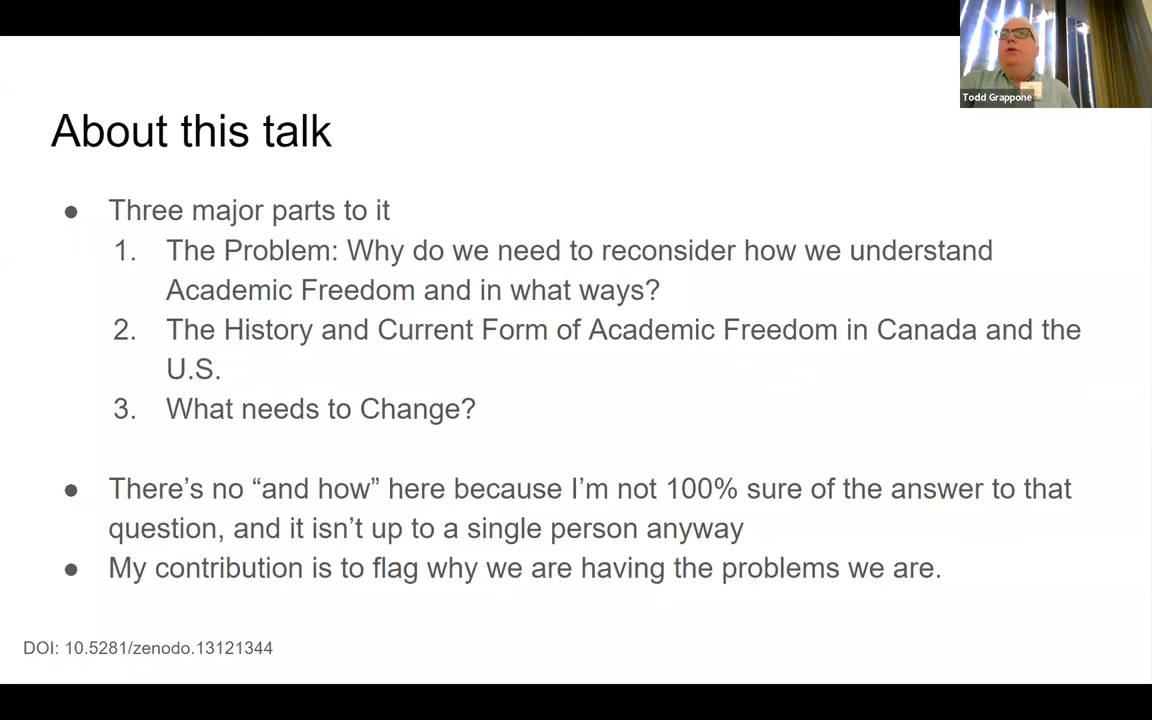 Todd Grappone
About this talk
● Three major parts to it
1. The Problem: Why do we need to reconsider how we understand
Academic Freedom and in what ways?
2. The History and Current Form of Academic Freedom in Canada and the
U.S.
3. What needs to Change?
● There’s no “and how” here because I’m not 100% sure of the answer to that
question, and it isn’t up to a single person anyway
● My contribution is to flag why we are having the problems we are.
DOI: 10.5281/zenodo.13121344